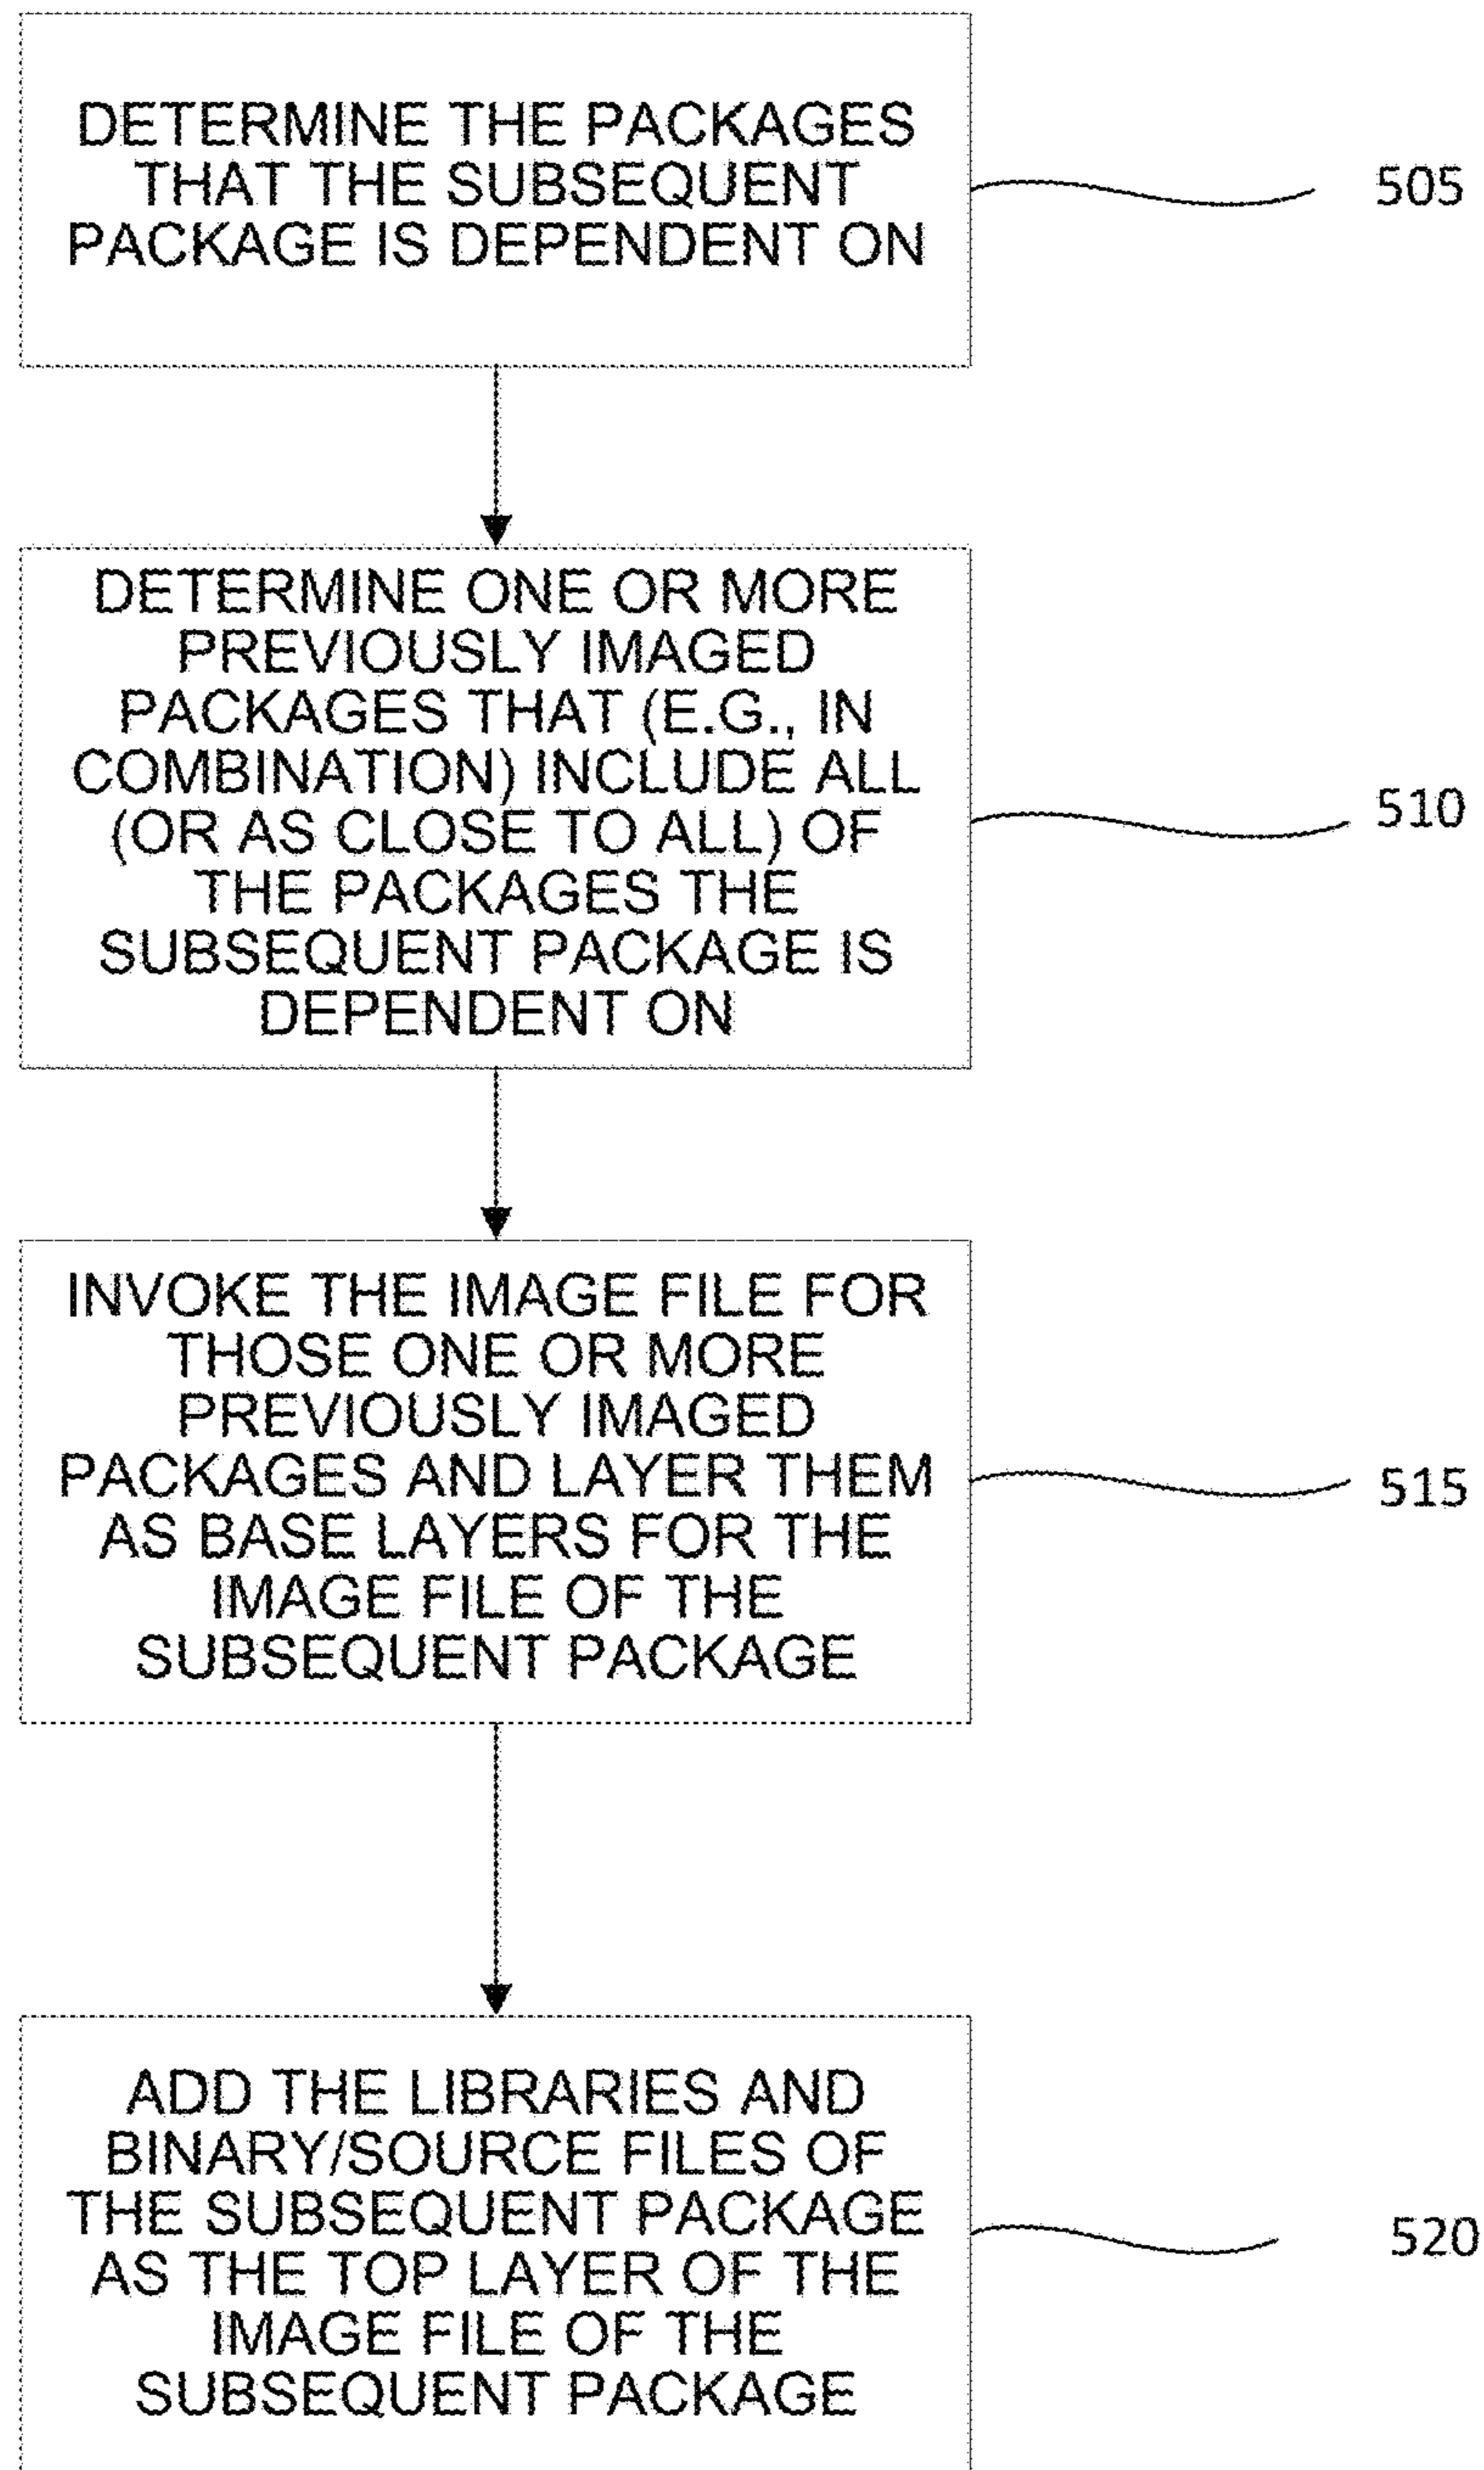 DETERMINE THE PACKAGES
THAT THE SUBSEQUENT
PACKAGE IS DEPENDENT ON
505
DETERMINE ONE OR MORE
PREVIOUSLY IMAGED
PACKAGES THAT (E.G., IN
COMBINATION) INCLUDE ALL
(OR AS CLOSE TO ALL) OF
THE PACKAGES THE
SUBSEQUENT PACKAGE IS
DEPENDENT ON
510
INVOKE THE IMAGE FILE FOR
THOSE ONE OR MORE
PREVIOUSLY IMAGED
PACKAGES AND LAYER THEM
AS BASE LAYERS FOR THE
IMAGE FILE OF THE
SUBSEQUENT PACKAGE
515
ADD THE LIBRARIES AND
BINARY/SOURCE FILES OF
THE SUBSEQUENT PACKAGE
AS THE TOP LAYER OF THE
IMAGE FILE OF THE
SUBSEQUENT PACKAGE
520